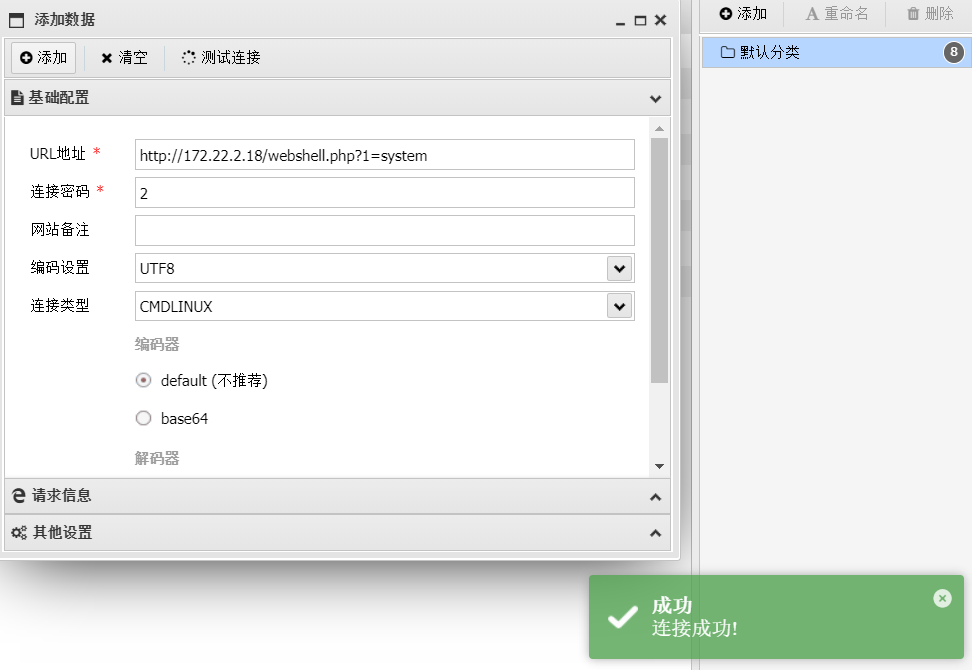 添加数据
添加 清空 测试连接
基础配置
URL地址 * http://172.22.2.18/webshell.php?1=system
连接密码 * 2
网站备注
编码设置 UTF8
连接类型 CMDLINUX
编码器
default (不推荐)
base64
解码器
请求信息
其他设置
添加 A 重命名 删除
默认分类 8
成功
连接成功!